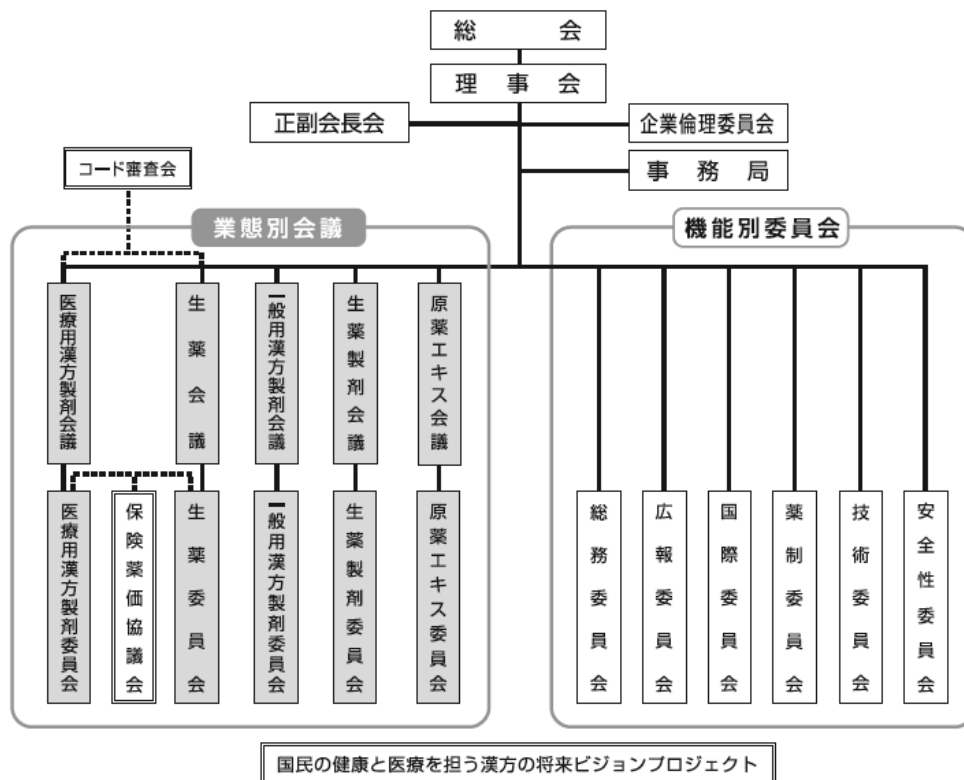 総会
理事会
正副会長会
企業倫理委員会
事務局
コード審査会
業態別会議
機能別委員会
医療用漢方製剤会議
生薬会議
一般用漢方製剤会議
生薬製剤会議
原薬エキス会議
医療用漢方製剤委員会
保険薬価協議会
生薬委員会
一般用漢方製剤委員会
生薬製剤委員会
原薬エキス委員会
総務委員会
広報委員会
国際委員会
薬制委員会
技術委員会
安全性委員会
国民の健康と医療を担う漢方の将来ビジョンプロジェクト